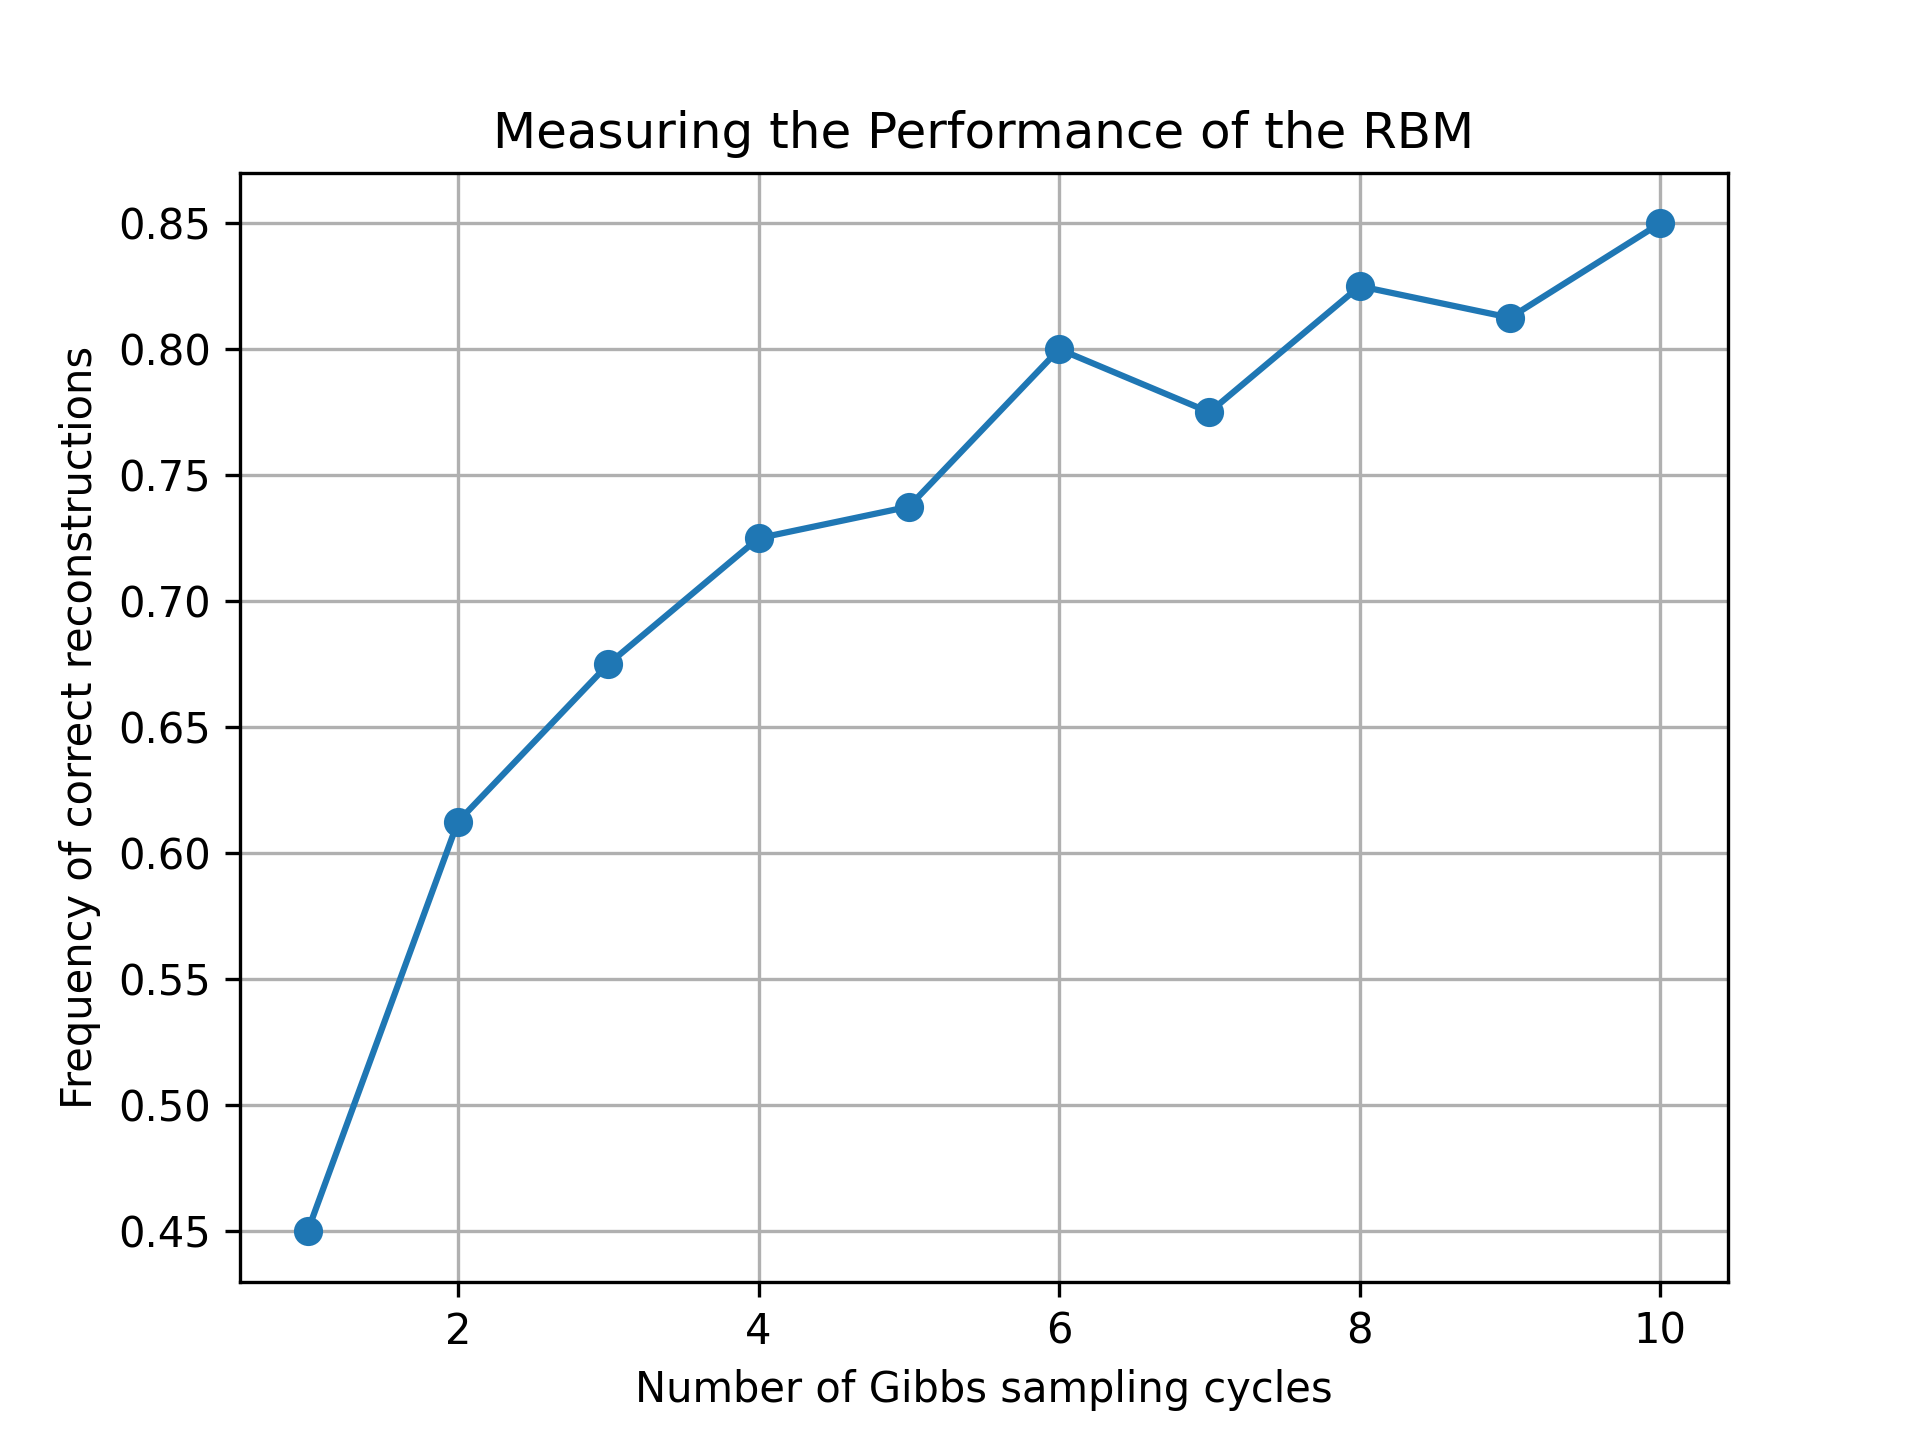 Measuring the Performance of the RBM
Frequency of correct reconstructions
0.85
0.80
0.75
0.70
0.65
0.60
0.55
0.50
0.45
2 4 6 8 10
Number of Gibbs sampling cycles